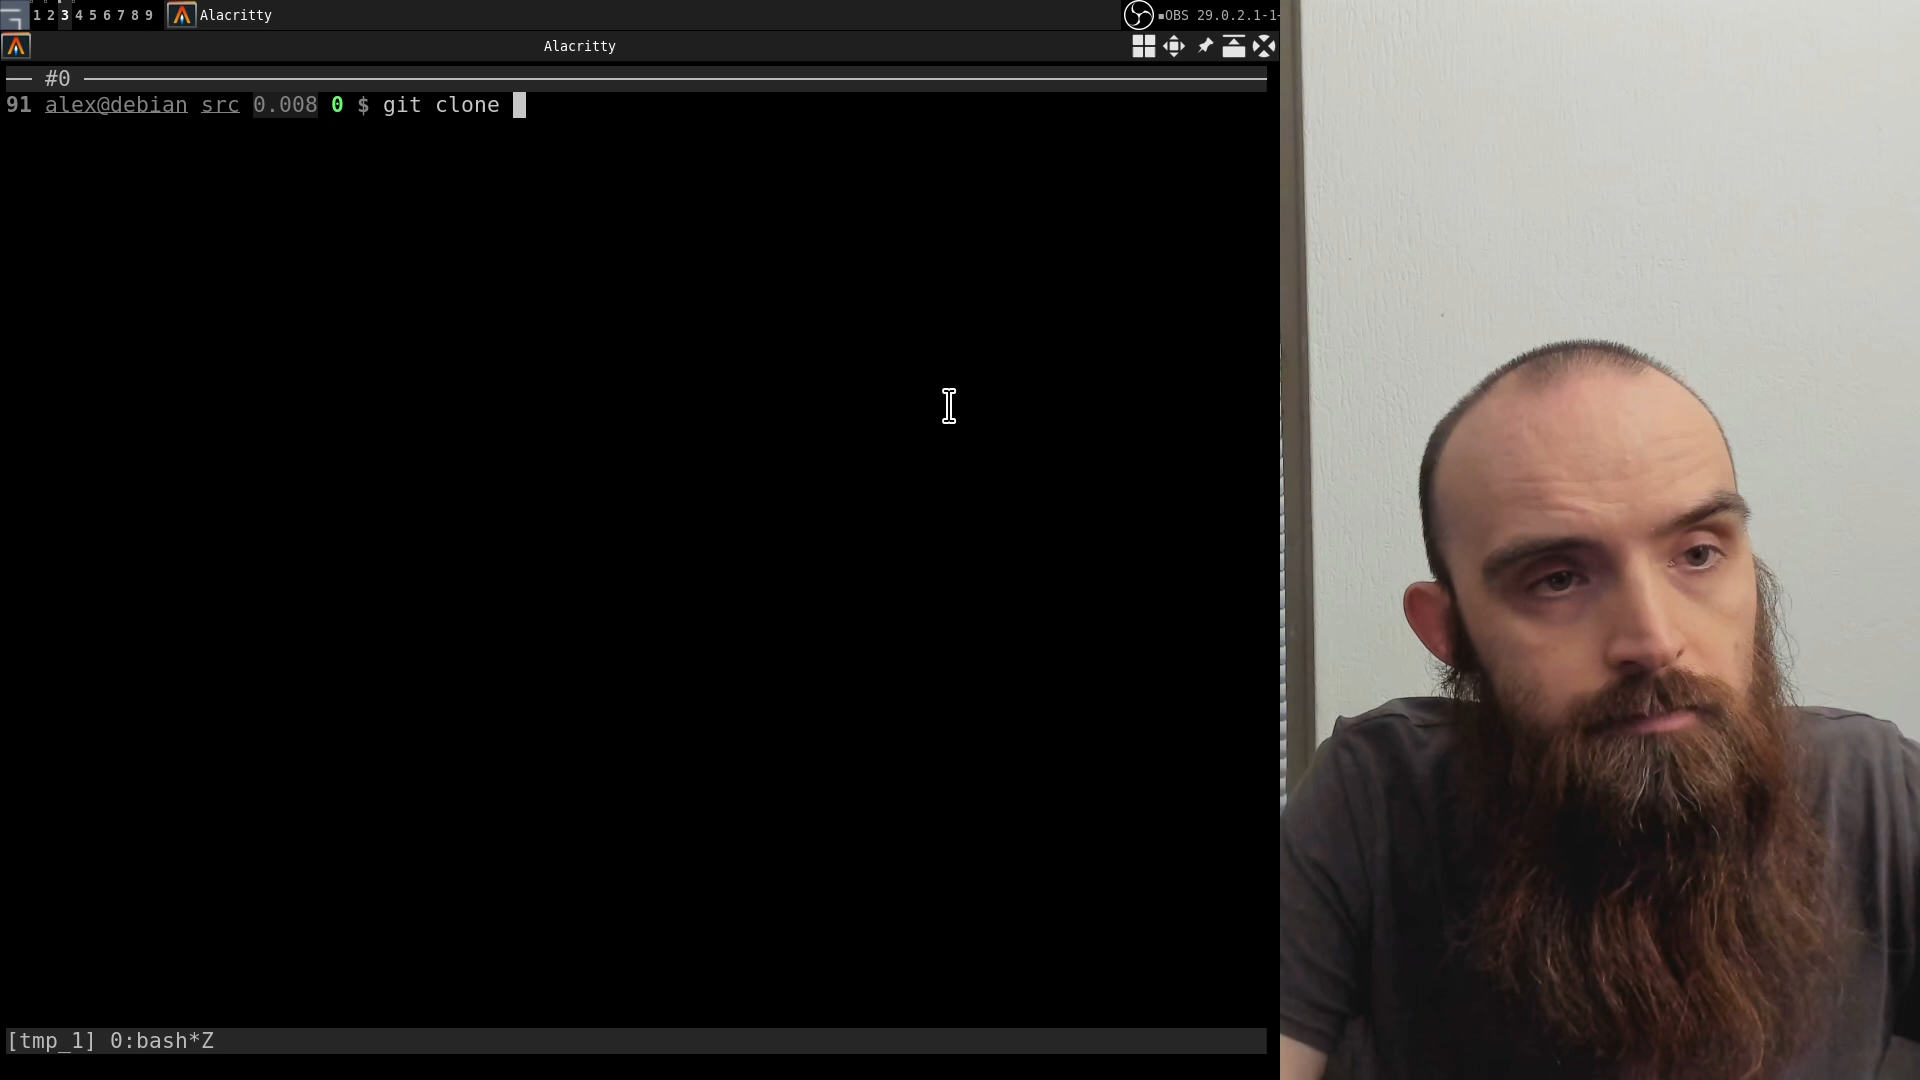 1 2 3 4 5 6 7 8 9 Alacritty OBS 29.0.2.1-1-
Alacritty
#0
91 alex@debian src 0.008 0 $ git clone
[tmp_1] 0:bash*Z